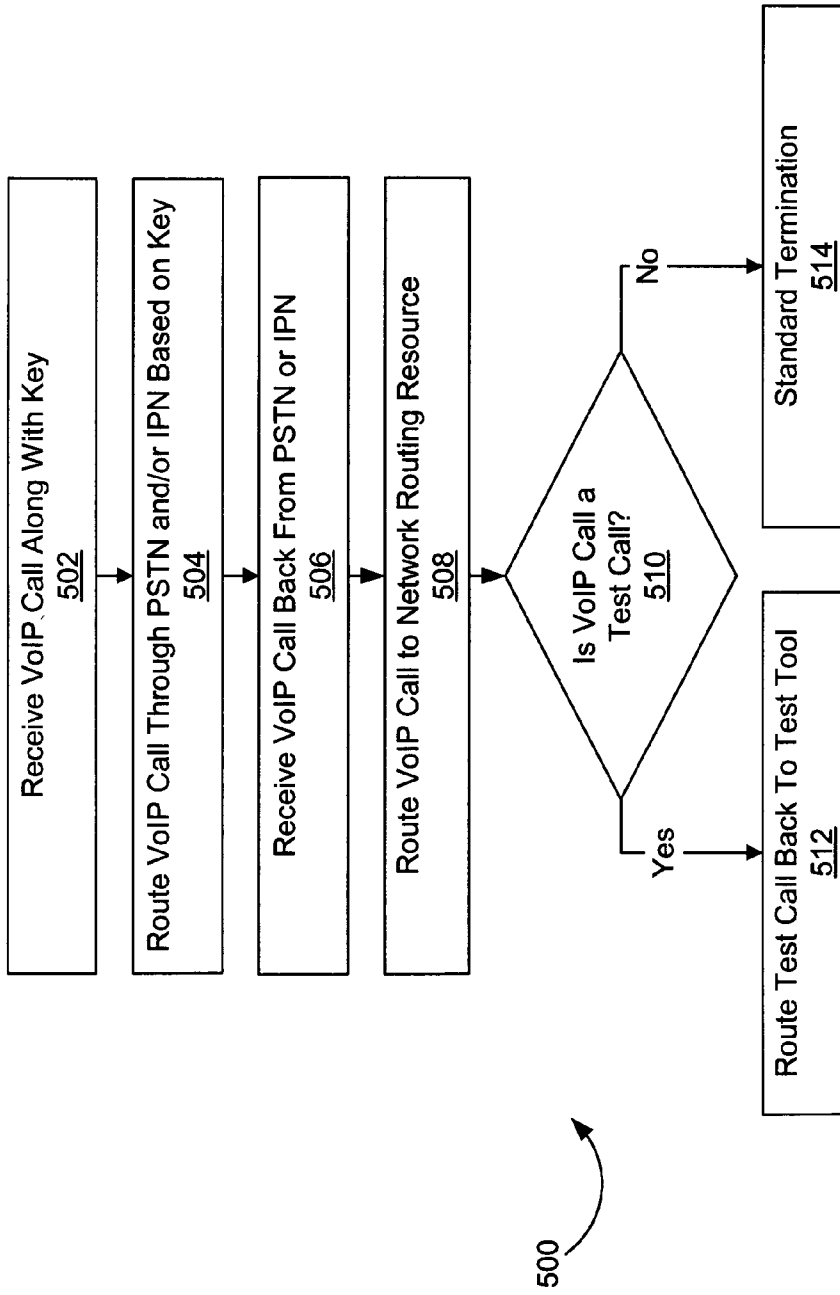 Receive VoIP Call Along With Key
502
Route VoIP Call Through PSTN and/or IPN Based on Key
504
Receive VoIP Call Back From PSTN or IPN
506
Route VoIP Call to Network Routing Resource
508
Is VoIP Call a
Test Call?
510
Yes
No
Route Test Call Back To Test Tool
512
Standard Termination
514
500